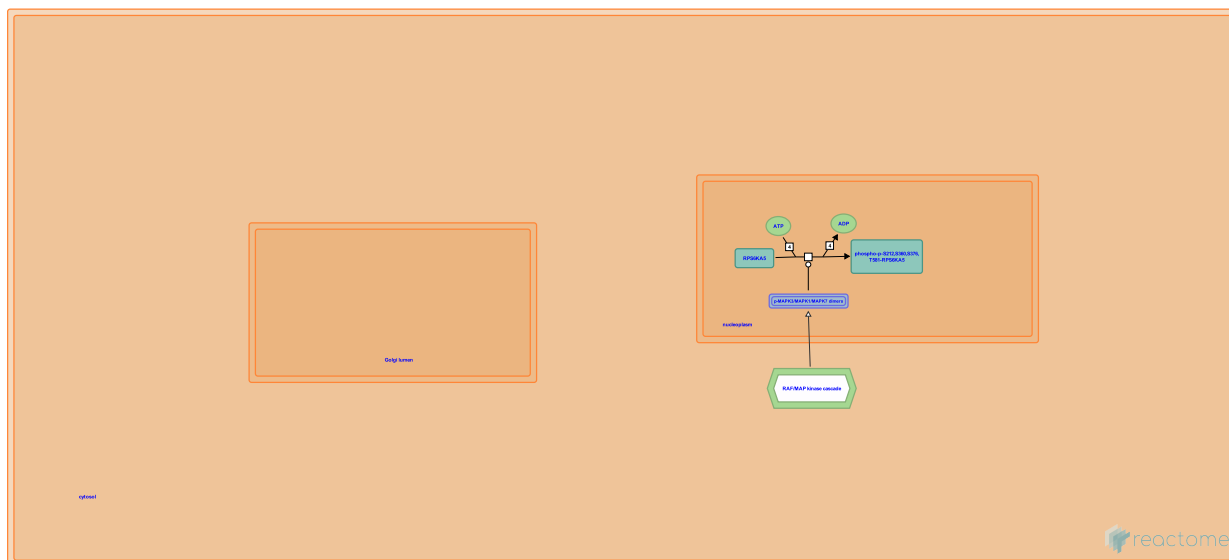 ATP
ADP
4
4
RPS6KA5
phospho-p-S212,S360,S376,
T581-RPS6KA5
p-MAPK3/MAPK1/MAPK7 dimers
nucleoplasm
Golgi lumen
RAF/MAP kinase cascade
cytosol
reactome